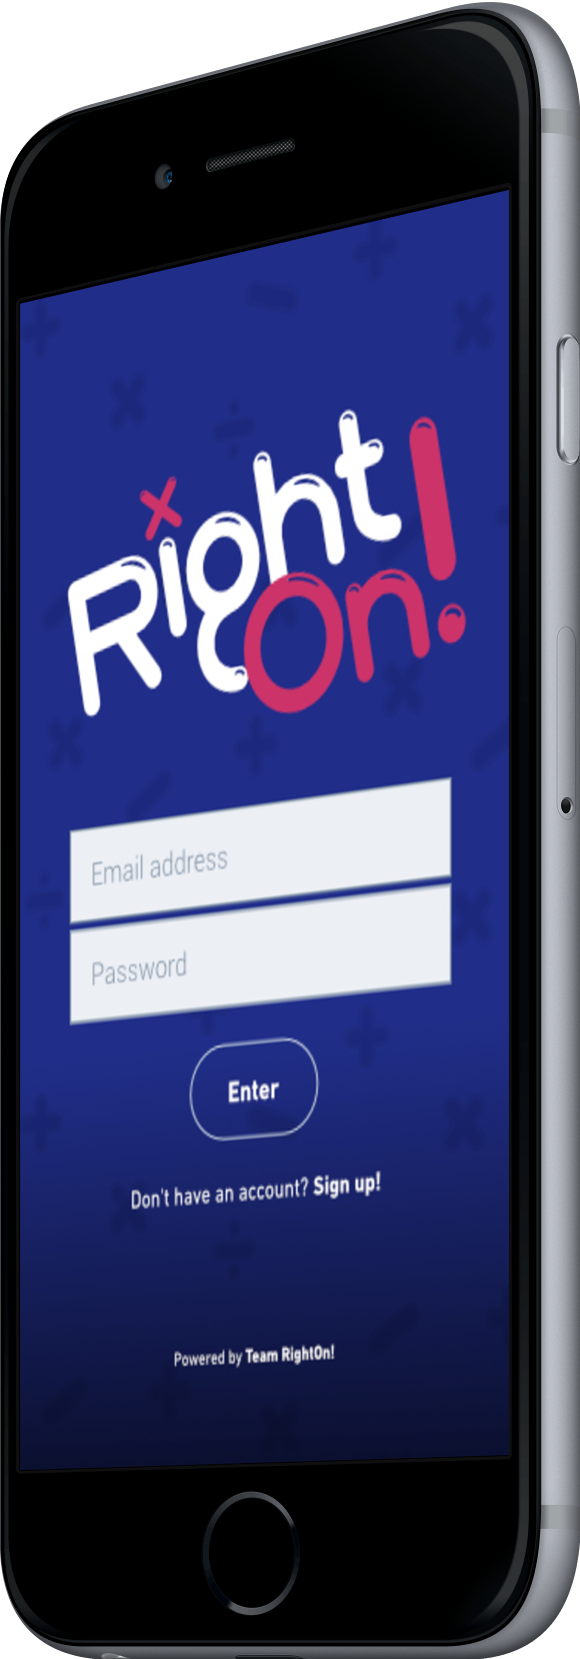 Right
On!
Email address
Password
Enter
Don't have an account? Sign up!
Powered by Team RightOn!